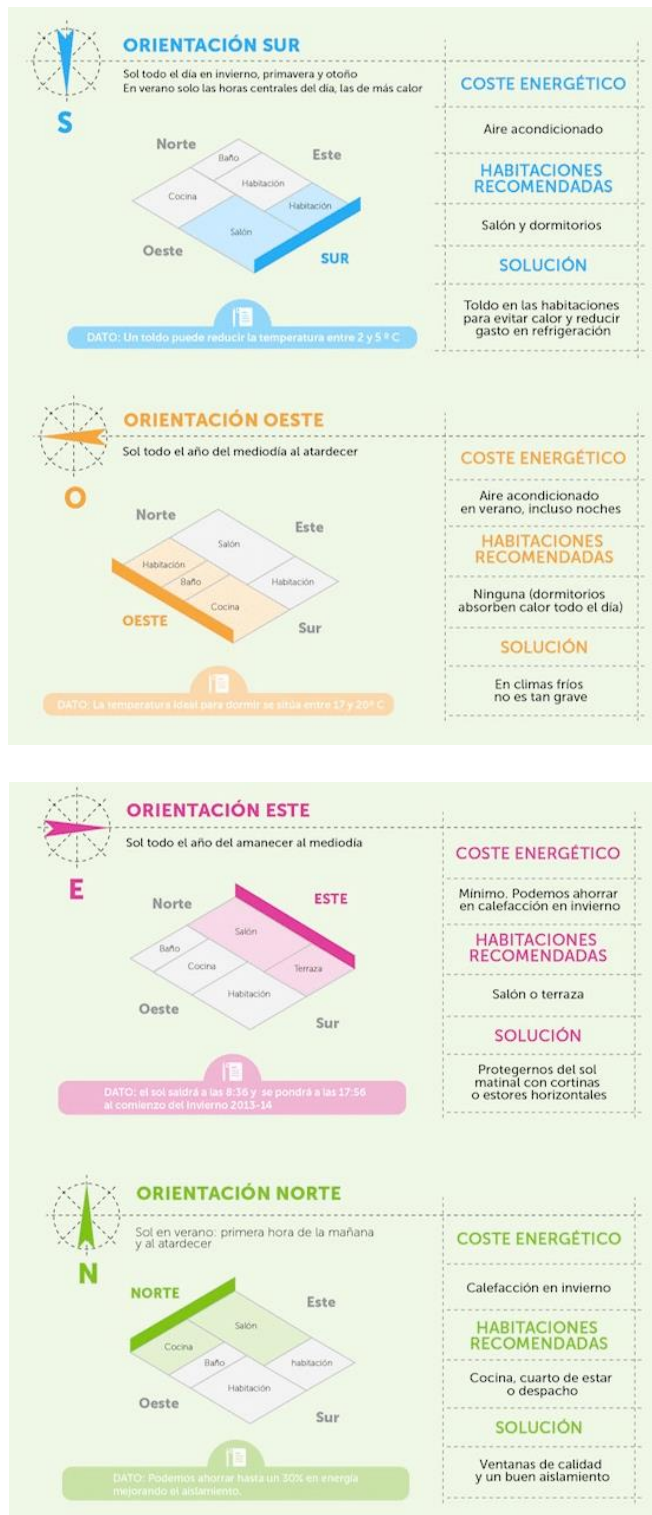 ORIENTACIÓN SUR
Sol todo el día en invierno, primavera y otoño
En verano solo las horas centrales del día, las de más calor
S
Norte
Este
Baño
Habitación
Cocina
Habitación
Salón
Oeste
SUR
DATO: Un toldo puede reducir la temperatura entre 2 y 5 º C
COSTE ENERGÉTICO
Aire acondicionado
HABITACIONES
RECOMENDADAS
Salón y dormitorios
SOLUCIÓN
Toldo en las habitaciones
para evitar calor y reducir
gasto en refrigeración
ORIENTACIÓN OESTE
Sol todo el año del mediodía al atardecer
O
Norte
Este
Salón
Habitación
Baño
Habitación
Cocina
OESTE
Sur
DATO: La temperatura ideal para dormir se sitúa entre 17 y 20º C
COSTE ENERGÉTICO
Aire acondicionado
en verano, incluso noches
HABITACIONES
RECOMENDADAS
Ninguna (dormitorios
absorben calor todo el día)
SOLUCIÓN
En climas fríos
no es tan grave
ORIENTACIÓN ESTE
Sol todo el año del amanecer al mediodía
E
Norte
ESTE
Salón
Baño
Cocina
Terraza
Habitación
Oeste
Sur
DATO: el sol saldrá a las 8:36 y se pondrá a las 17:56
al comienzo del Invierno 2013-14
COSTE ENERGÉTICO
Mínimo. Podemos ahorrar
en calefacción en invierno
HABITACIONES
RECOMENDADAS
Salón o terraza
SOLUCIÓN
Protegernos del sol
matinal con cortinas
o estores horizontales
ORIENTACIÓN NORTE
Sol en verano: primera hora de la mañana
y al atardecer
N
NORTE
Este
Salón
Cocina
Baño
habitación
Habitación
Oeste
Sur
DATO: Podemos ahorrar hasta un 30% en energía
mejorando el aislamiento.
COSTE ENERGÉTICO
Calefacción en invierno
HABITACIONES
RECOMENDADAS
Cocina, cuarto de estar
o despacho
SOLUCIÓN
Ventanas de calidad
y un buen aislamiento